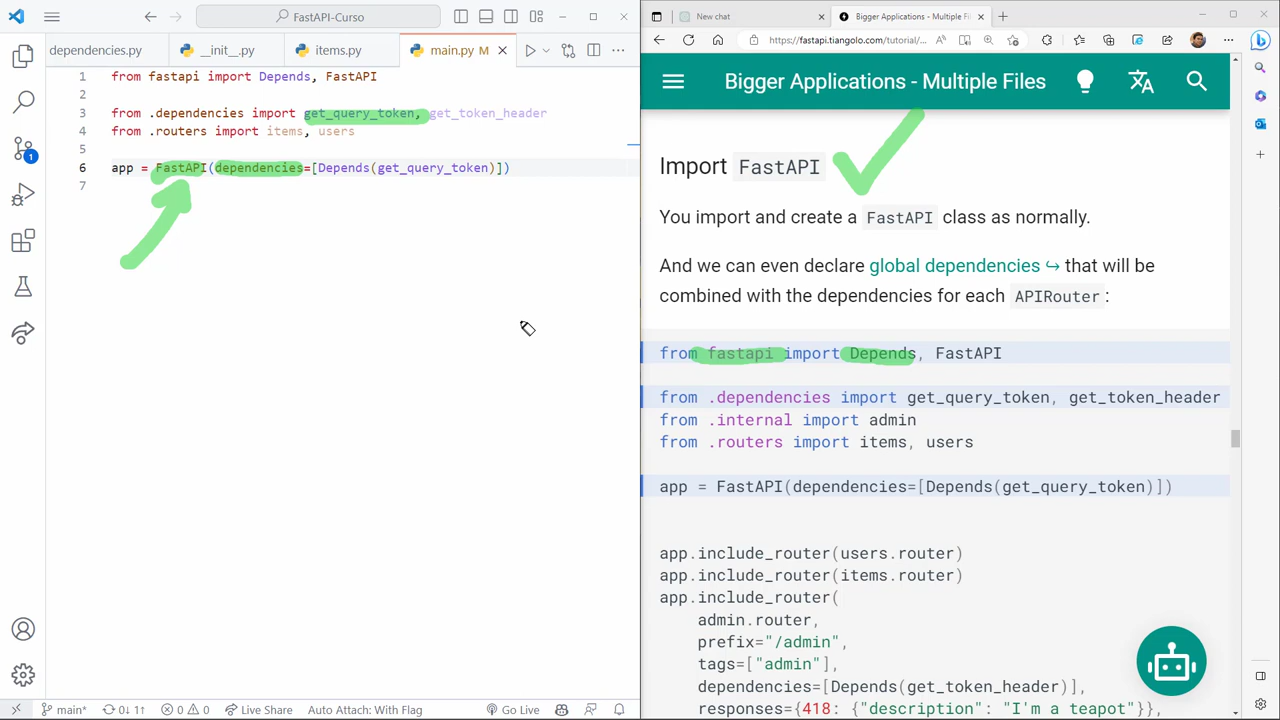 FastAPI-Curso
dependencies.py
__init__.py
items.py
main.py M
1 from fastapi import Depends, FastAPI
2
3 from .dependencies import get_query_token, get_token_header
4 from .routers import items, users
5
6 app = FastAPI(dependencies=[Depends(get_query_token)])
7
1
main*
0↓ 1↑
0 0
Live Share
Auto Attach: With Flag
Go Live
New chat
Bigger Applications - Multiple Fi
https://fastapi.tiangolo.com/tutorial/...
Bigger Applications - Multiple Files
Import FastAPI
You import and create a FastAPI class as normally.
And we can even declare global dependencies ↪ that will be
combined with the dependencies for each APIRouter:
from fastapi import Depends, FastAPI
from .dependencies import get_query_token, get_token_header
from .internal import admin
from .routers import items, users
app = FastAPI(dependencies=[Depends(get_query_token)])
app.include_router(users.router)
app.include_router(items.router)
app.include_router(
admin.router,
prefix="/admin",
tags=["admin"],
dependencies=[Depends(get_token_header)],
responses={418: {"description": "I'm a teapot"}},